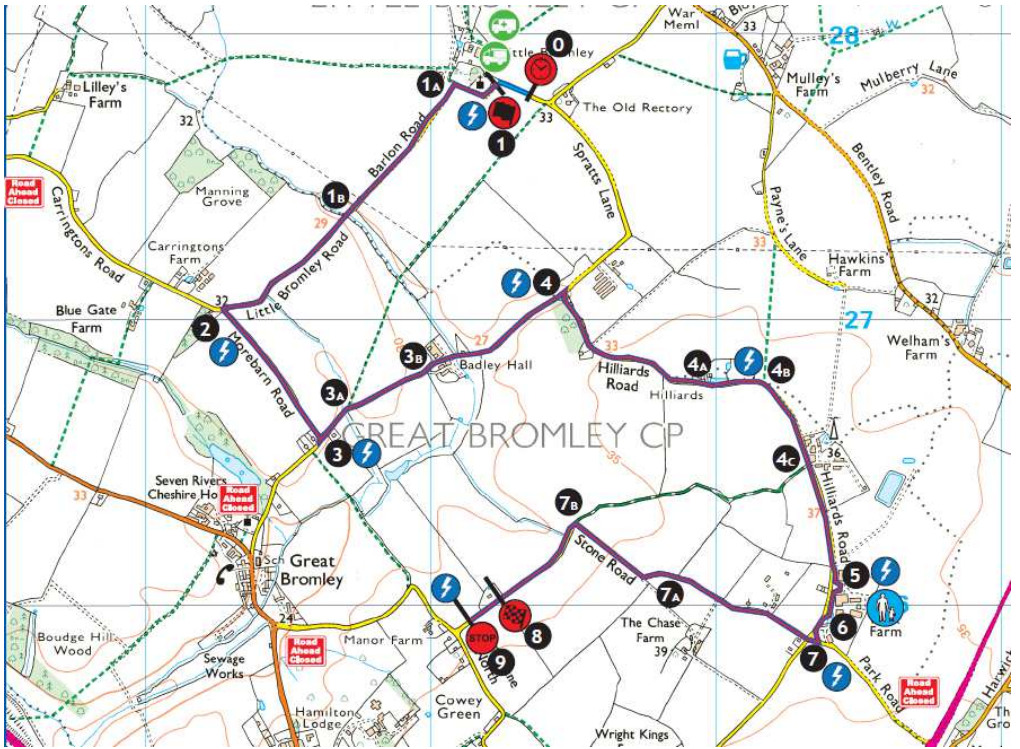 War
Meml
28
W
0
Lilley's
Farm
1A
Mulley's
Farm
Mulberry Lane
32
33
The Old Rectory
33
32
1
Barlon Road
Spratts Lane
Bentley Road
Road
Ahead
Closed
Manning
Grove
1B
29
Payne's Lane
Carringtons Road
Carringtons
Farm
Little Bromley Road
33
Hawkins
Farm
4
32
32
Blue Gate
Farm
2
27
27
Welham's
Farm
Morebarn Road
3B
Badley Hall
33
Hilliards
Road
4A
4B
Hilliards
3A
GREAT BROMLEY CP
3
36
35
4C
Seven Rivers
Cheshire Ho
33
Road
Ahead
Closed
Hilliards Road
37
7B
Sch
Great
Bromley
Stone Road
5
7A
6
Farm
24
Boudge Hill
Wood
Manor Farm
8
The Chase
Farm
39
7
Road
Ahead
Closed
STOP
9
Sewage
Works
Park Road
Road
Ahead
Closed
Cowey
Green
Hamilton
Lodge
Wright Kings
Harwich